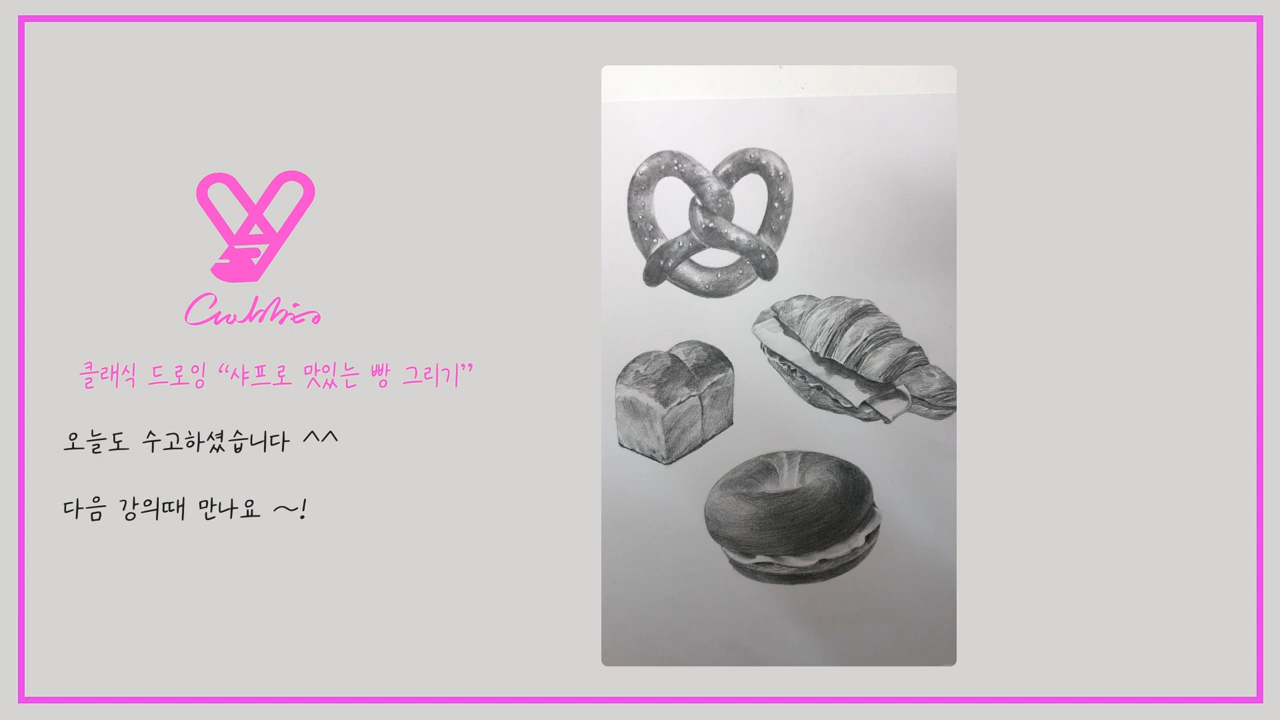 클래식 드로잉 “샤프로 맛있는 빵 그리기”
오늘도 수고하셨습니다 ^^
다음 강의때 만나요 ~!